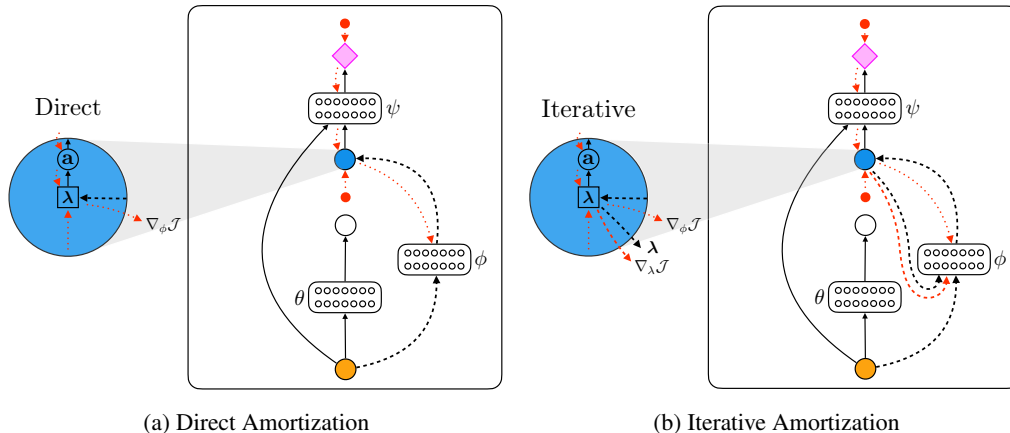 Direct
a
λ
∇ϕJ
ψ
ϕ
θ
(a) Direct Amortization
Iterative
a
λ
∇ϕJ
λ
∇λJ
ψ
ϕ
θ
(b) Iterative Amortization